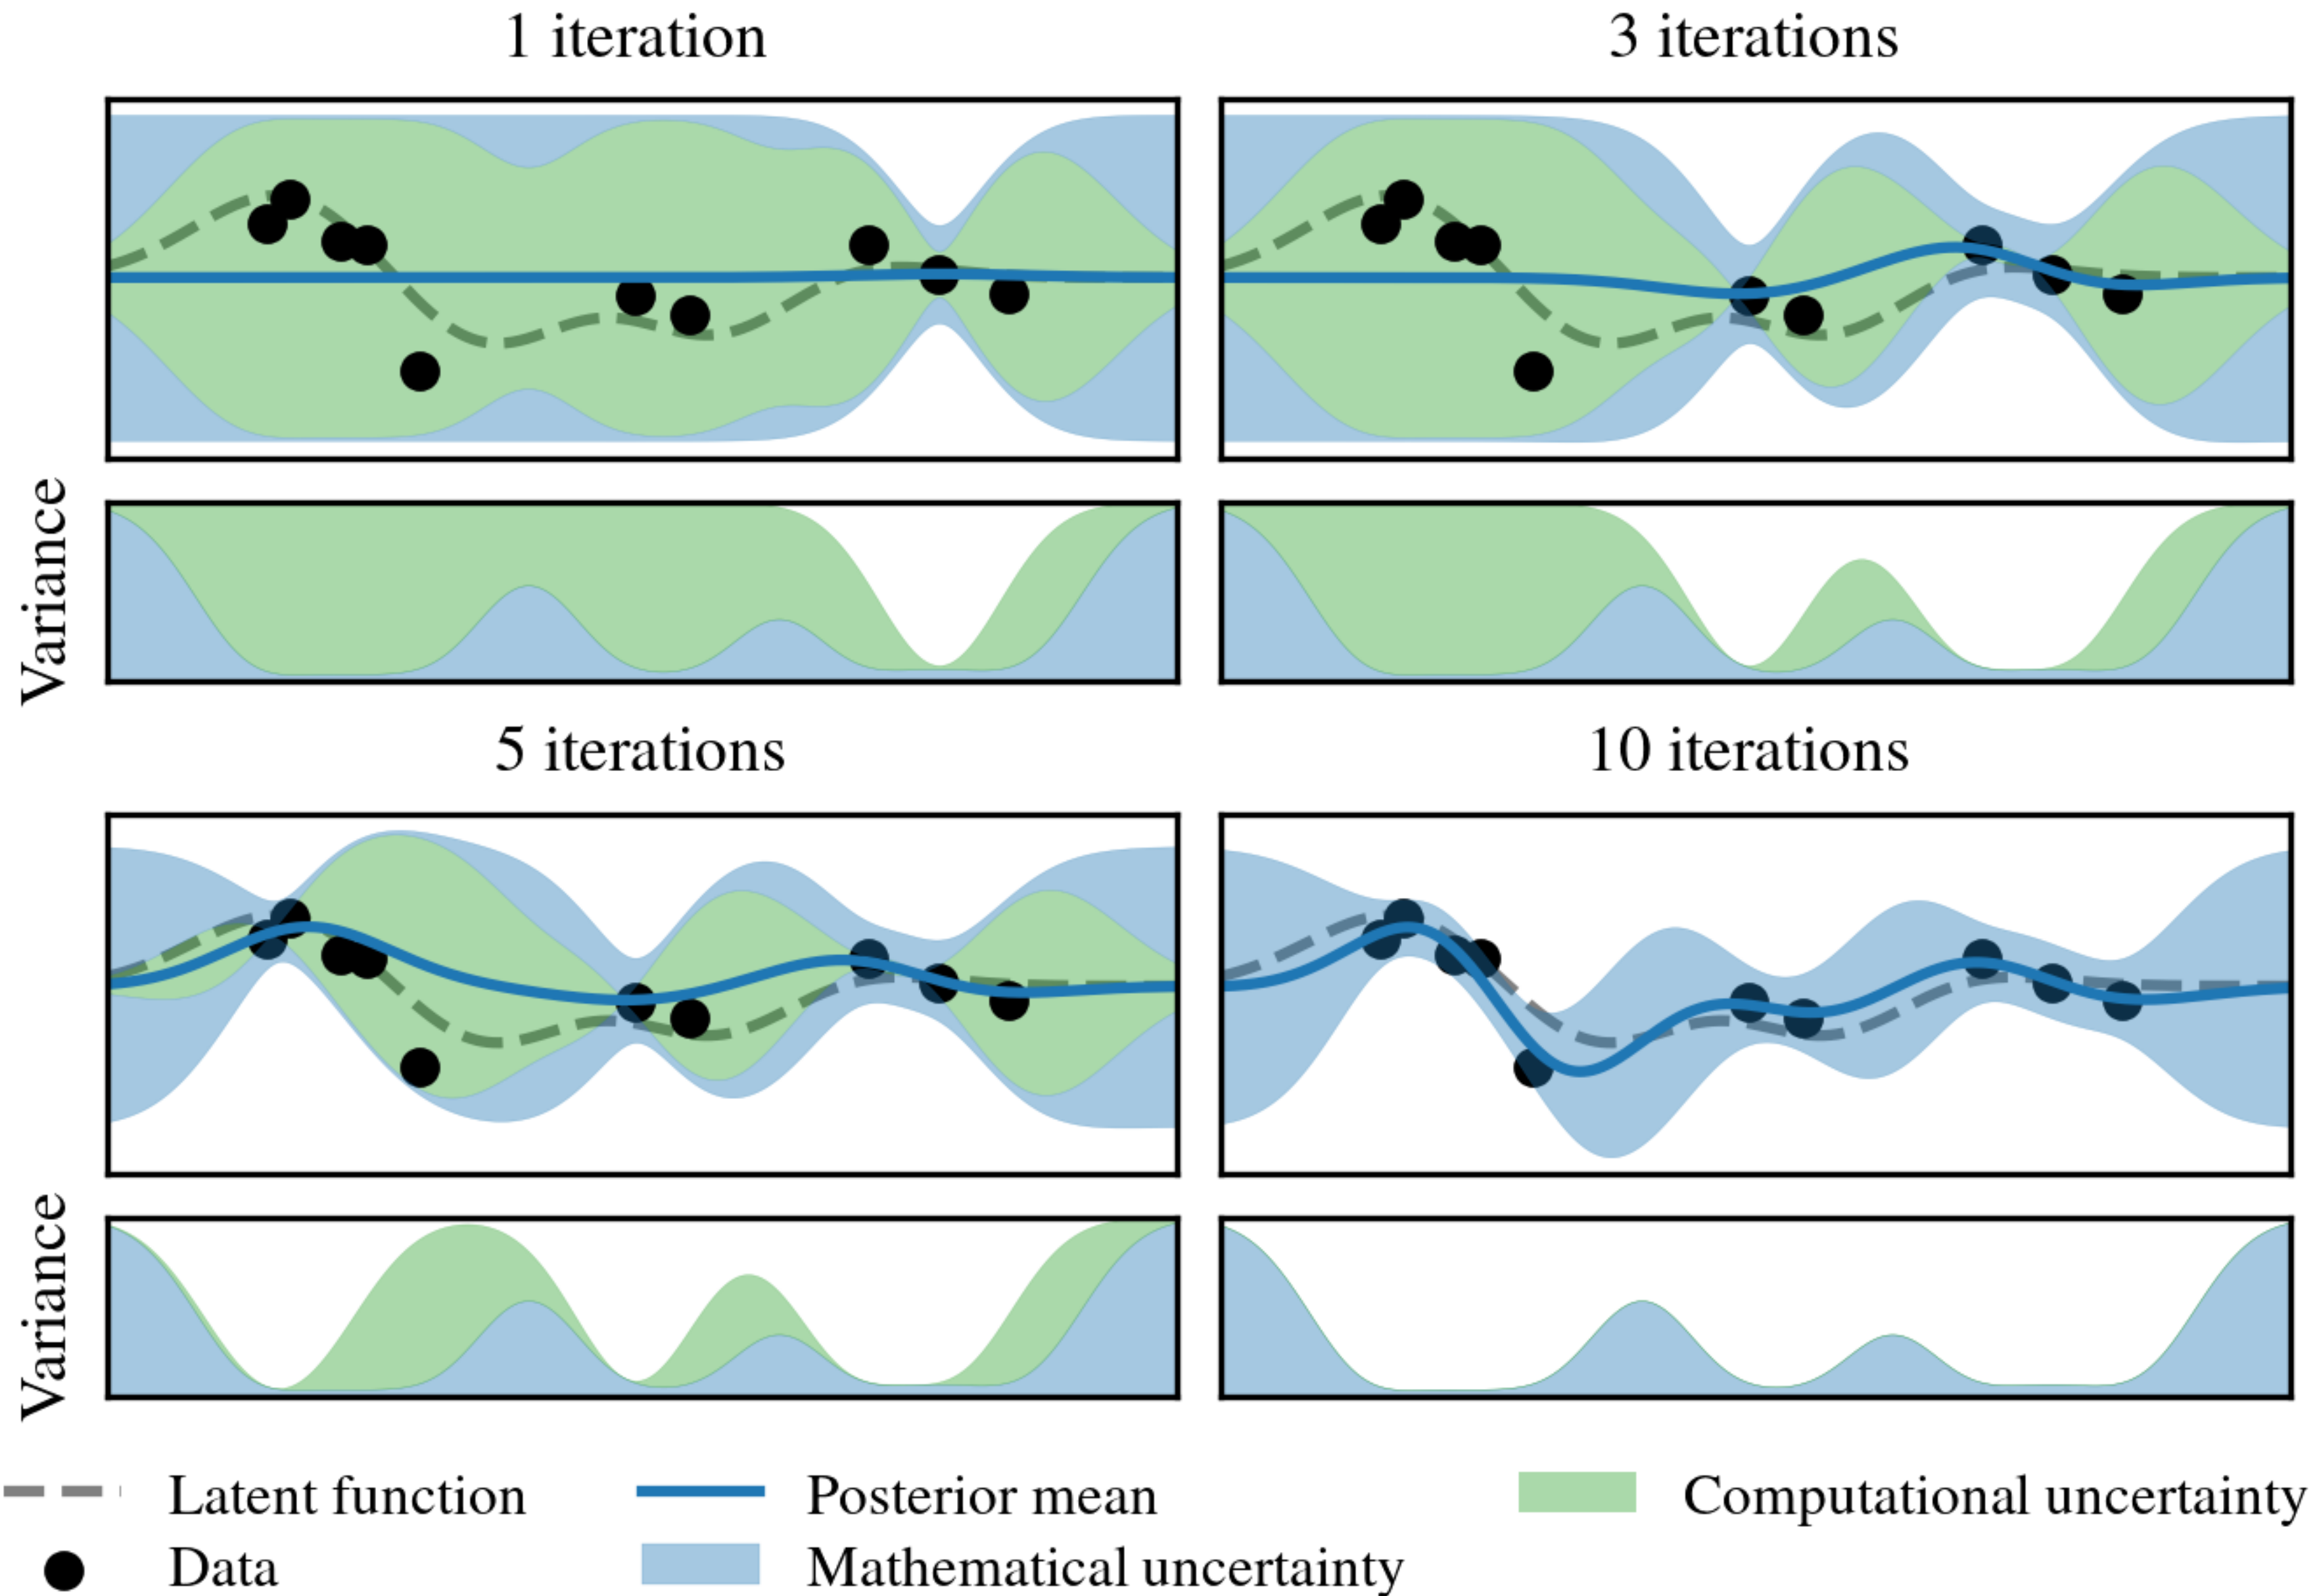 1 iteration
3 iterations
Variance
5 iterations
10 iterations
Variance
Latent function
Posterior mean
Computational uncertainty
Data
Mathematical uncertainty